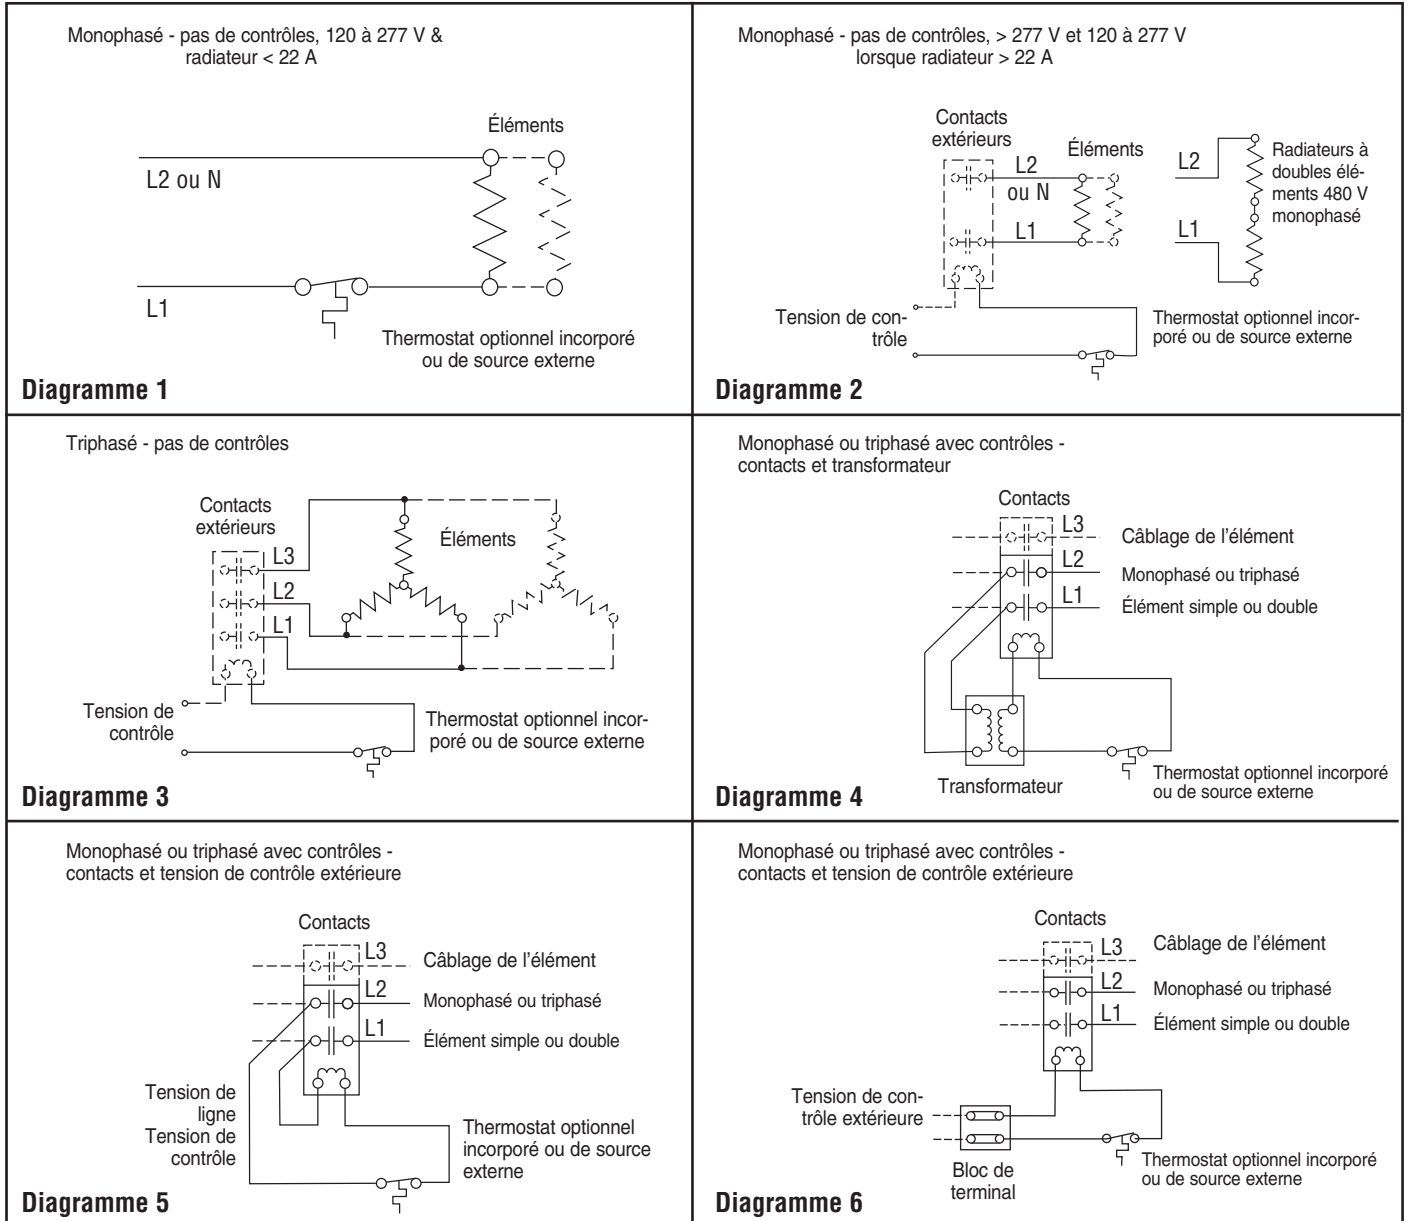 Monophasé - pas de contrôles, 120 à 277 V &
radiateur < 22 A
Éléments
L2 ou N
L1
Thermostat optionnel incorporé
ou de source externe
Diagramme 1
Monophasé - pas de contrôles, > 277 V et 120 à 277 V
lorsque radiateur > 22 A
Contacts
extérieurs
Éléments
L2
ou N
L1
L2
L1
Radiateurs à
doubles élé-
ments 480 V
monophasé
Tension de con-
trôle
Thermostat optionnel incor-
poré ou de source externe
Diagramme 2
Triphasé - pas de contrôles
Contacts
extérieurs
Éléments
L3
L2
L1
Tension de
contrôle
Thermostat optionnel incor-
poré ou de source externe
Diagramme 3
Monophasé ou triphasé avec contrôles -
contacts et transformateur
Contacts
L3
Câblage de l’élément
L2
Monophasé ou triphasé
L1
Élément simple ou double
Transformateur
Thermostat optionnel incorporé
ou de source externe
Diagramme 4
Monophasé ou triphasé avec contrôles -
contacts et tension de contrôle extérieure
Contacts
L3
Câblage de l’élément
L2
Monophasé ou triphasé
L1
Élément simple ou double
Tension de
ligne
Tension de
contrôle
Thermostat optionnel
incorporé ou de source
externe
Diagramme 5
Monophasé ou triphasé avec contrôles -
contacts et tension de contrôle extérieure
Contacts
L3
Câblage de l’élément
L2
Monophasé ou triphasé
L1
Élément simple ou double
Tension de con-
trôle extérieure
Bloc de
terminal
Thermostat optionnel incorporé
ou de source externe
Diagramme 6